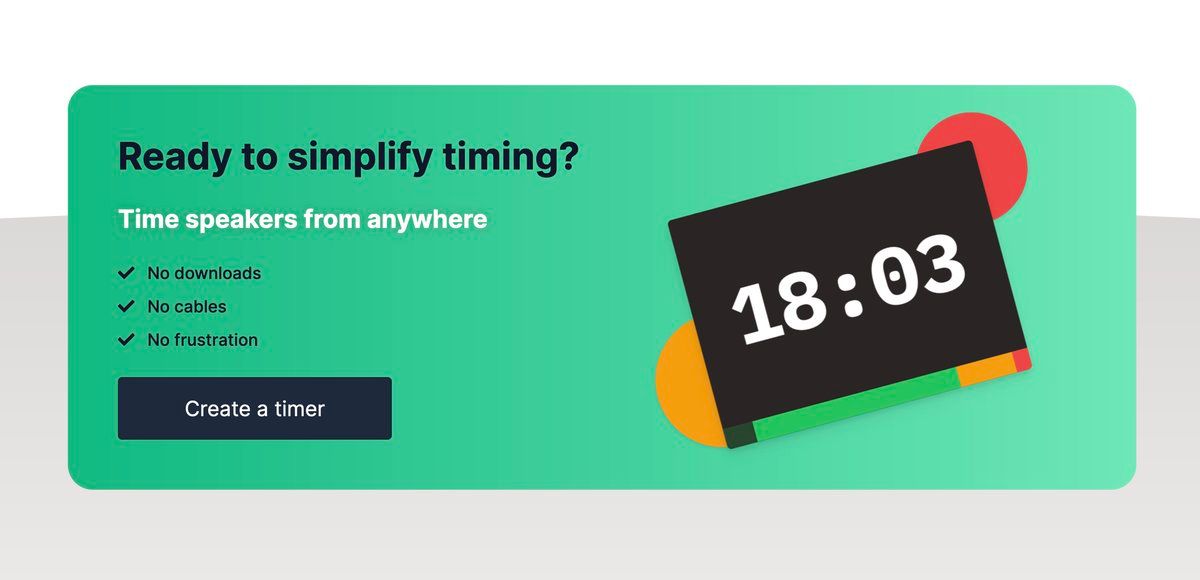 Ready to simplify timing?
Time speakers from anywhere
No downloads
No cables
No frustration
Create a timer
18:03